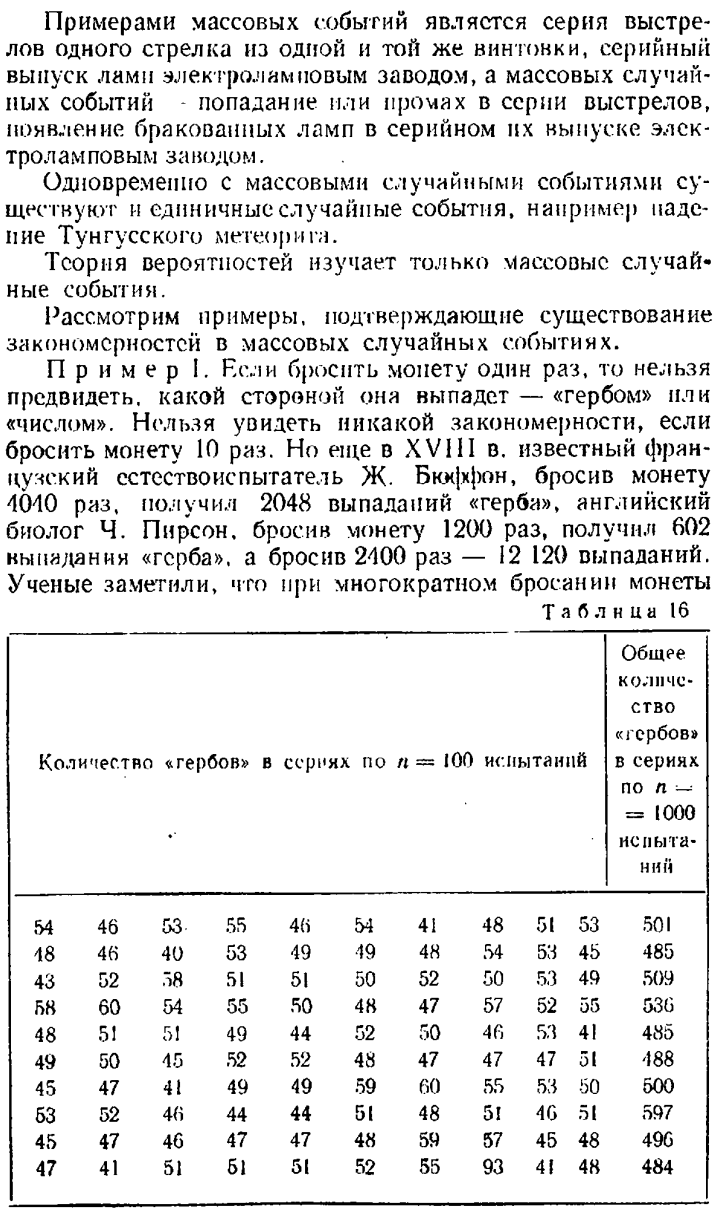 Примерами массовых событий являются серия выстре-
лов одного стрелка из одной и той же винтовки, серийный
выпуск ламп электроламповым заводом, а массовых случай-
ных событий - попадание или промах в серии выстрелов,
появление бракованных ламп в серийном их выпуске элек-
троламповым заводом.
Одновременно с массовыми случайными событиями су-
ществуют и единичные случайные события, например паде-
ние Тунгусского метеорита.
Теория вероятностей изучает только массовые случай-
ные события.
Рассмотрим примеры, подтверждающие существование
закономерностей в массовых случайных событиях.
Пример 1. Если бросить монету один раз, то нельзя
предвидеть, какой стороной она выпадет — «гербом» или
«числом». Нельзя увидеть никакой закономерности, если
бросить монету 10 раз. Но еще в XVIII в. известный фран-
цузский естествоиспытатель Ж. Бюффон, бросив монету
4040 раз, получил 2048 выпаданий «герба», английский
биолог Ч. Пирсон, бросив монету 1200 раз, получил 602
выпадания «герба», а бросив 2400 раз — 12 120 выпаданий.
Ученые заметили, что при многократном бросании монеты
Таблица 16
Количество «гербов» в сериях по n = 100 испытаний
Общее
количе-
ство
«гербов»
в сериях
по n =
= 1000
испыта-
ний
54 46 53 55 46 54 41 48 51 53 501
48 46 40 53 49 49 48 54 53 45 485
43 52 58 51 51 50 52 50 53 49 509
58 60 54 55 50 48 47 57 52 55 536
48 51 51 49 44 52 50 46 53 41 485
49 50 45 52 52 48 47 47 47 51 488
45 47 41 49 49 59 60 55 53 50 500
53 52 46 44 44 51 48 51 46 51 597
45 47 46 47 47 48 59 57 45 48 496
47 41 51 51 51 52 55 93 41 48 484